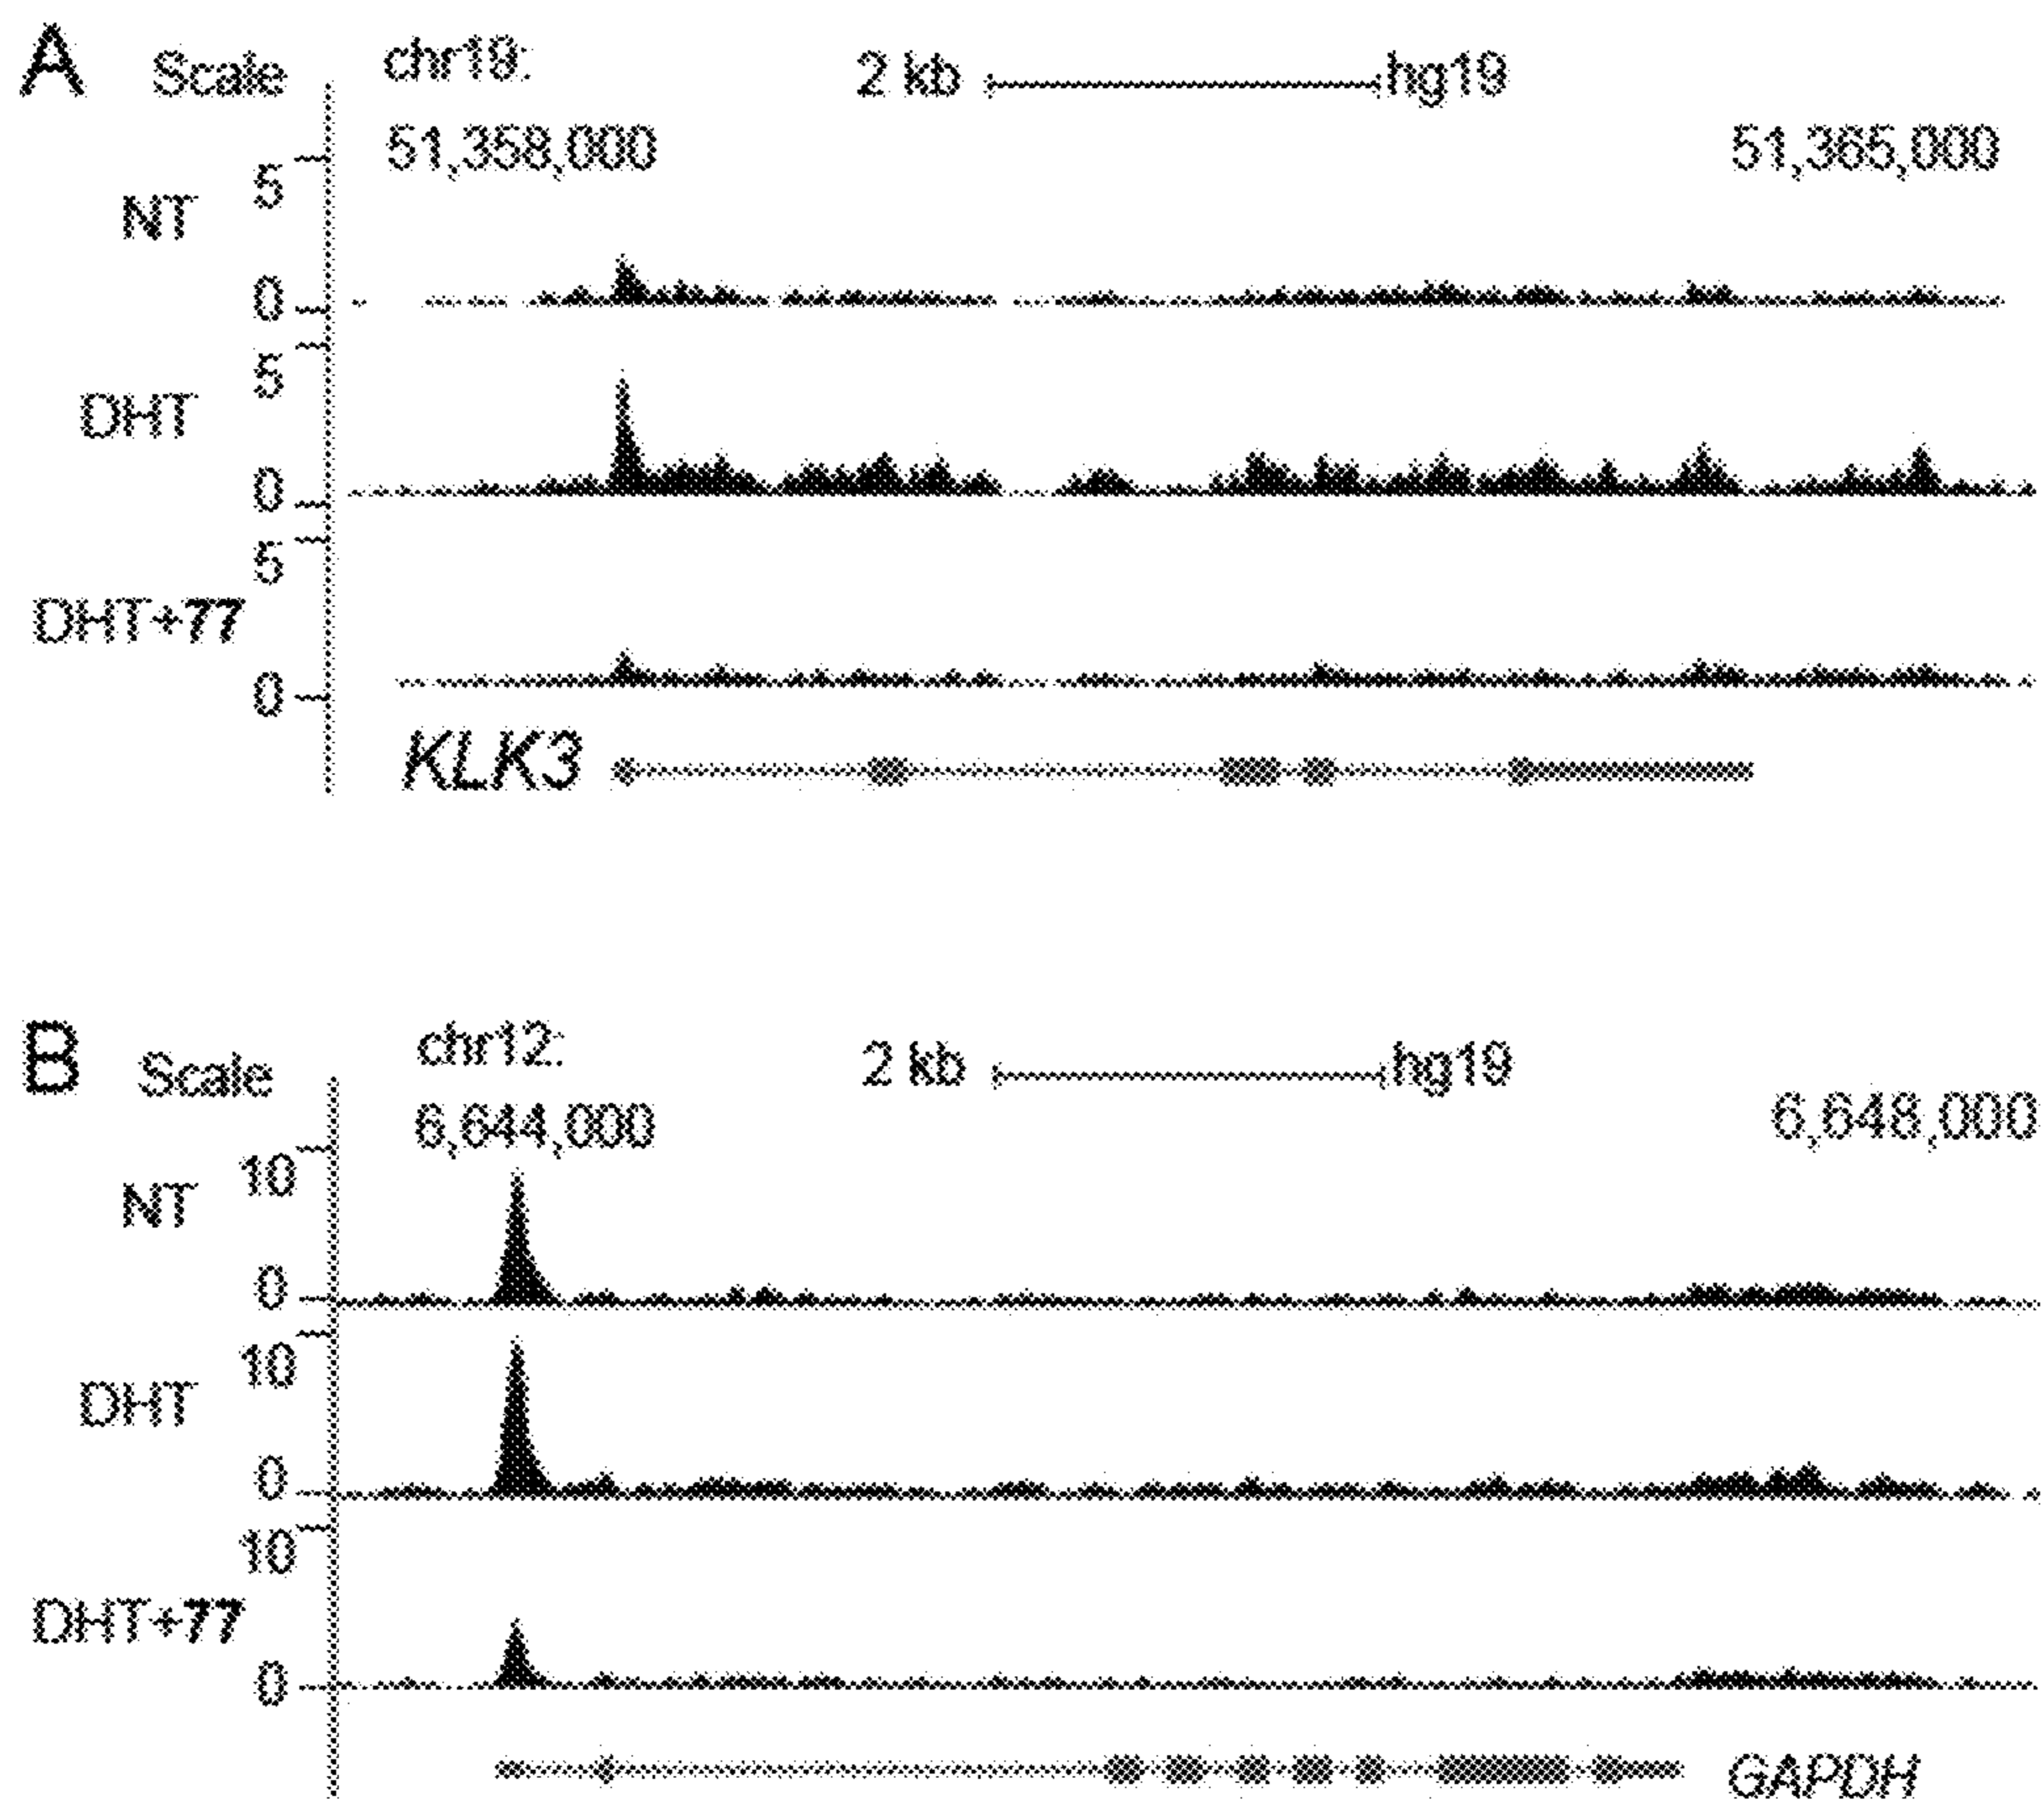 A Scale chr19: 2 kb hg19
51,358,000 51,365,000
5
NT
0
5
DHT
0
5
DHT+77
0
KLK3
B Scale chr12: 2 kb hg19
6,644,000 6,648,000
10
NT
0
10
DHT
0
10
DHT+77
0
GAPDH